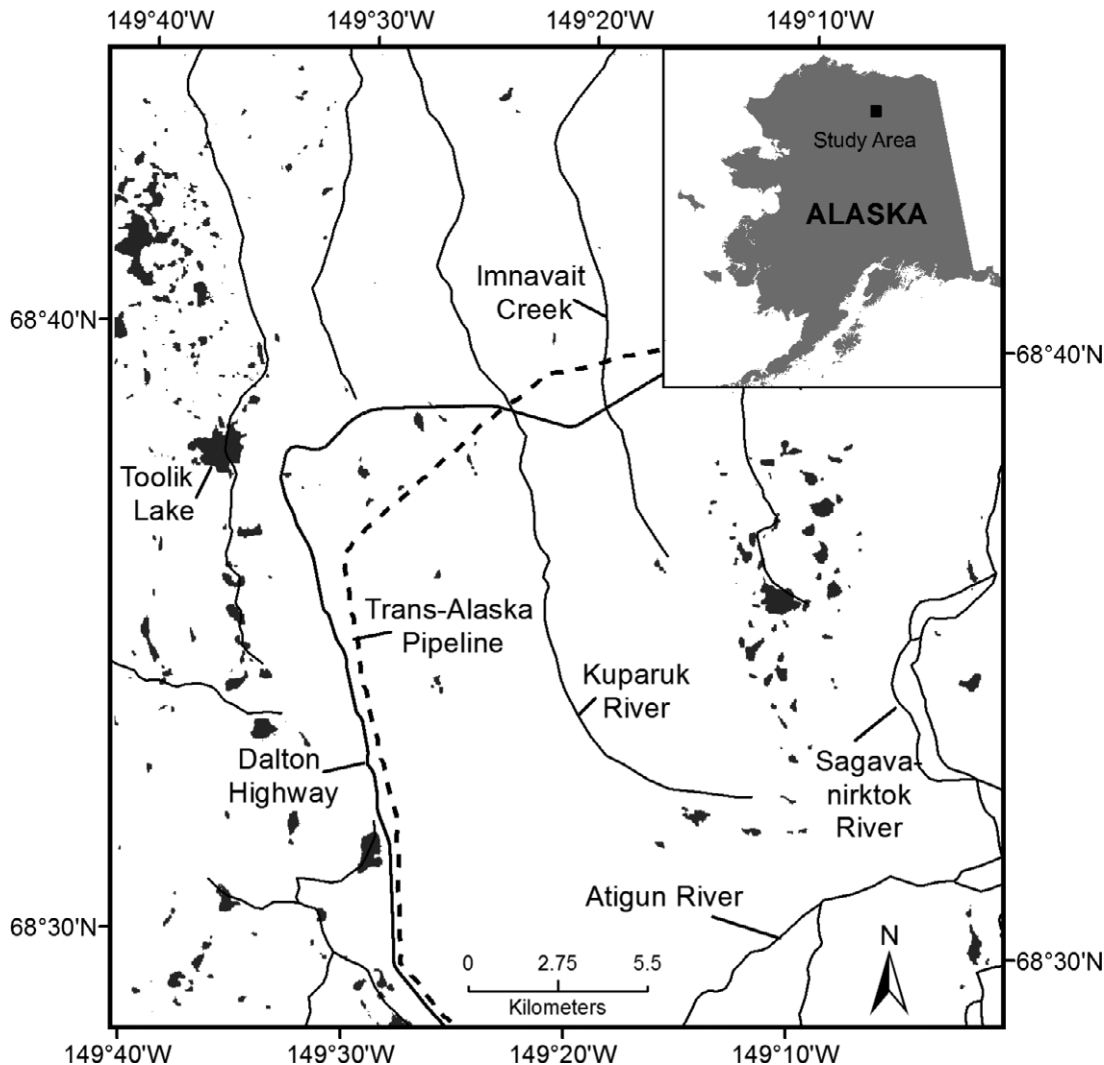 149°40'W
149°30'W
149°20'W
149°10'W
Study Area
ALASKA
Imnavait
Creek
68°40'N
68°40'N
Toolik
Lake
Trans-Alaska
Pipeline
Kuparuk
River
Dalton
Highway
Sagava-
nirktok
River
Atigun River
68°30'N
68°30'N
N
0 2.75 5.5
Kilometers
149°40'W
149°30'W
149°20'W
149°10'W